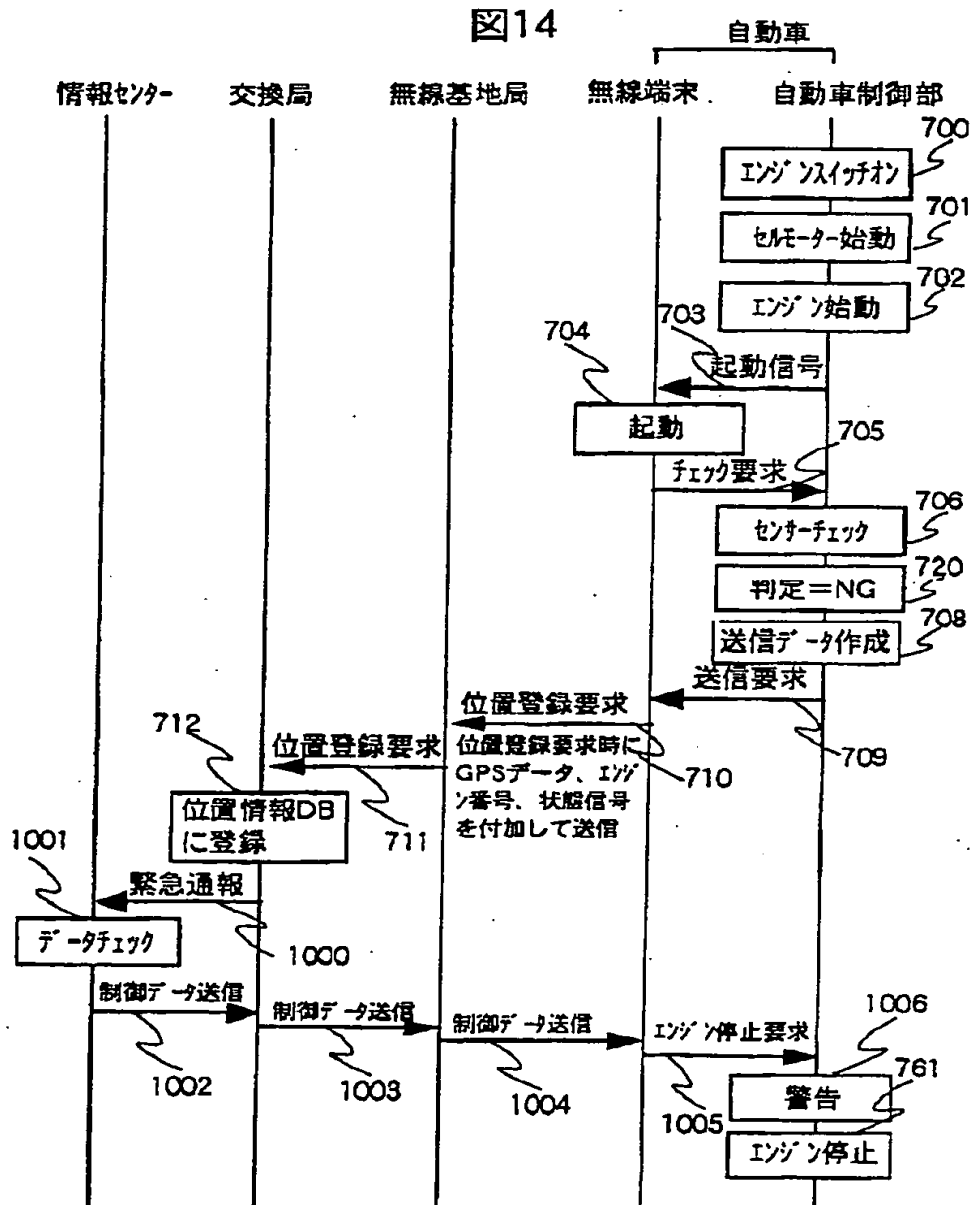 図14
自動車
情報センター 交換局 無線基地局 無線端末 自動車制御部
700
エンジンスイッチオン
701
セルモーター始動
702
エンジン始動
703
704
起動信号
起動
705
チェック要求
706
センサーチェック
720
判定=NG
708
送信データ作成
送信要求
709
位置登録要求
710
位置登録要求時に
GPSデータ、エンジ
ン番号、状態信号
を付加して送信
712
位置登録要求
711
位置情報DB
に登録
1001
緊急通報
1000
データチェック
制御データ送信
1002
制御データ送信
1003
制御データ送信
1004
エンジン停止要求
1005
1006
警告
761
エンジン停止